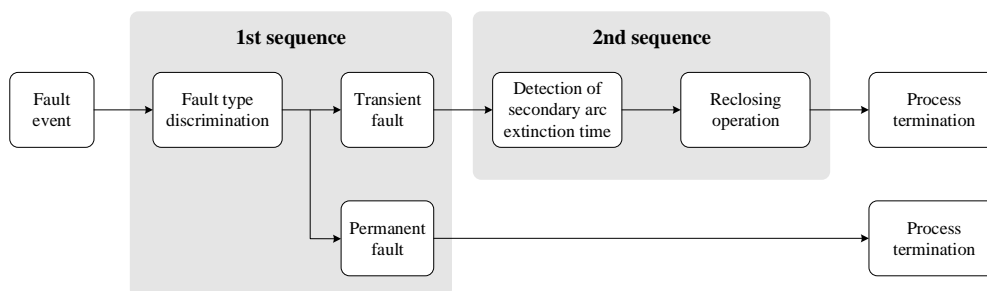 1st sequence
2nd sequence
Fault
event
Fault type
discrimination
Transient
fault
Detection of
secondary arc
extinction time
Reclosing
operation
Process
termination
Permanent
fault
Process
termination